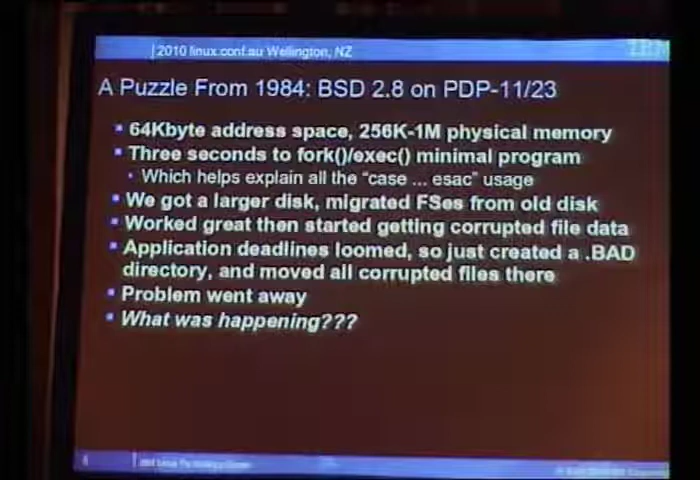 2010 linux.conf.au Wellington, NZ
IBM
A Puzzle From 1984: BSD 2.8 on PDP-11/23
64Kbyte address space, 256K-1M physical memory
Three seconds to fork()/exec() minimal program
Which helps explain all the "case ... esac" usage
We got a larger disk, migrated FSes from old disk
Worked great then started getting corrupted file data
Application deadlines loomed, so just created a .BAD
directory, and moved all corrupted files there
Problem went away
What was happening???